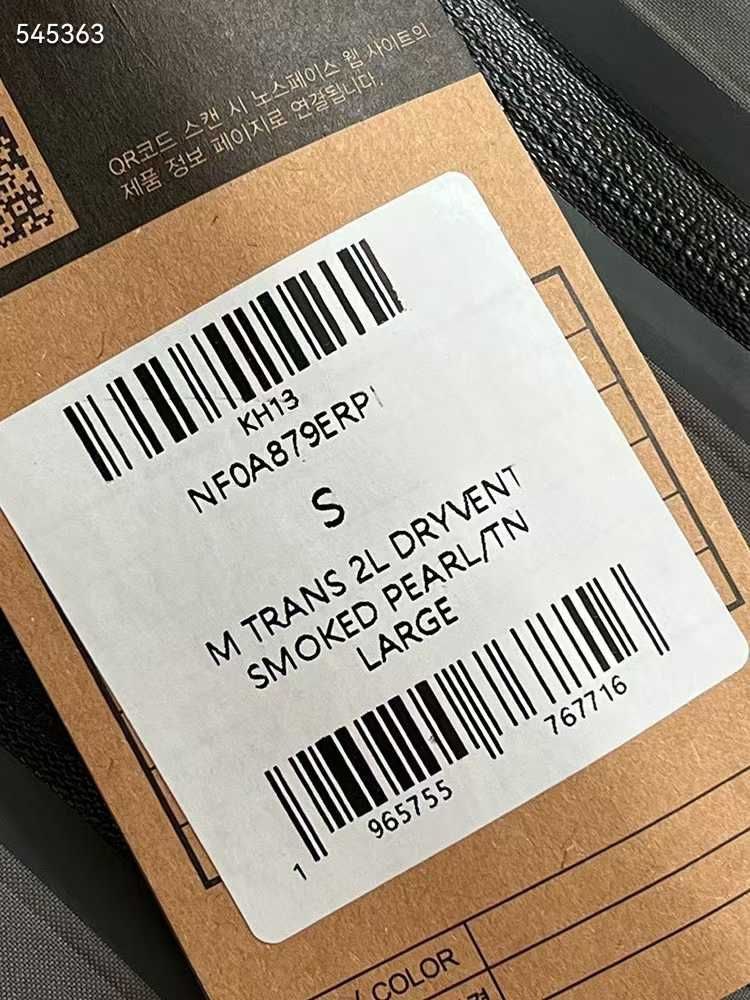 545363
QR코드 스캔 시 노스페이스 웹 사이트의
제품 정보 페이지로 연결됩니다.
KH13
NF0A879ERP1
S
M TRANS 2L DRYVENT
SMOKED PEARL/TN
LARGE
1 965755 767716
/ COLOR